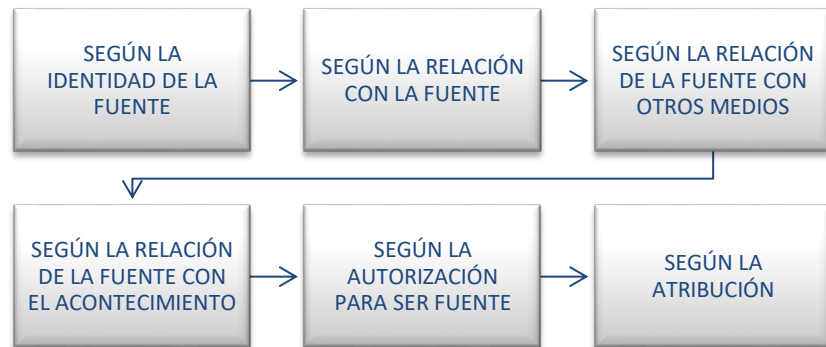 SEGÚN LA
IDENTIDAD DE LA
FUENTE
SEGÚN LA RELACIÓN
CON LA FUENTE
SEGÚN LA RELACIÓN
DE LA FUENTE CON
OTROS MEDIOS
SEGÚN LA RELACIÓN
DE LA FUENTE CON
EL ACONTECIMIENTO
SEGÚN LA
AUTORIZACIÓN
PARA SER FUENTE
SEGÚN LA
ATRIBUCIÓN